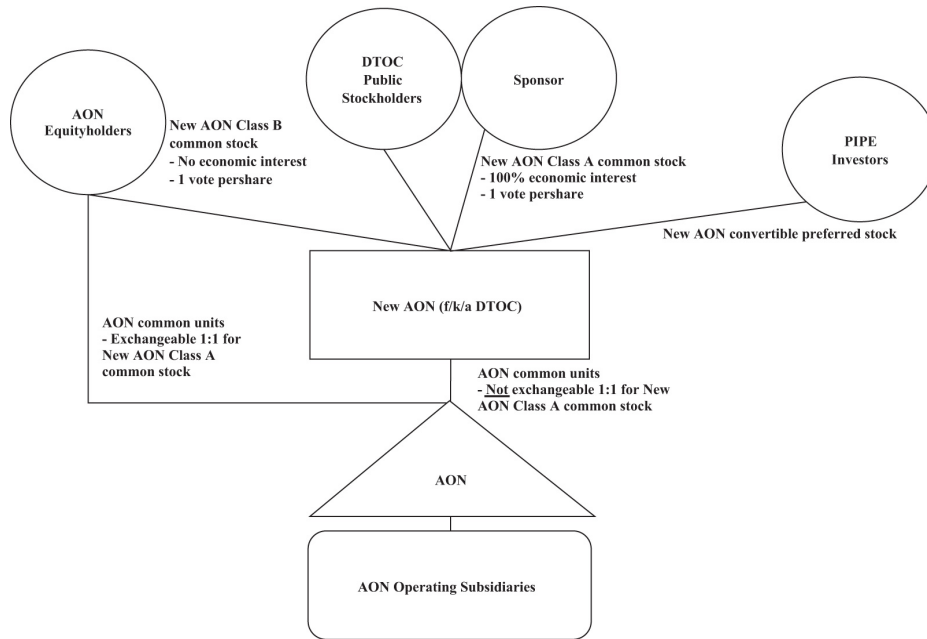 DTOC
Public
Stockholders
Sponsor
AON
Equityholders
New AON Class B
common stock
- No economic interest
- 1 vote pershare
New AON Class A common stock
- 100% economic interest
- 1 vote pershare
PIPE
Investors
New AON convertible preferred stock
New AON (f/k/a DTOC)
AON common units
- Exchangeable 1:1 for
New AON Class A
common stock
AON common units
- Not exchangeable 1:1 for New
AON Class A common stock
AON
AON Operating Subsidiaries